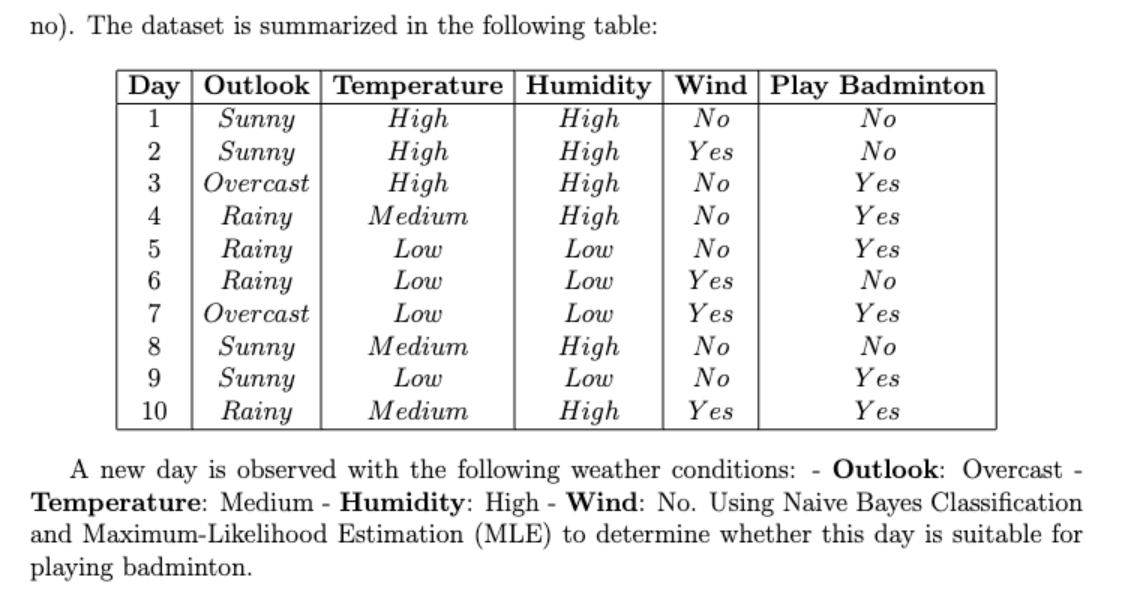 no). The dataset is summarized in the following table:
Day Outlook Temperature Humidity Wind Play Badminton
1 Sunny High High No No
2 Sunny High High Yes No
3 Overcast High High No Yes
4 Rainy Medium High No Yes
5 Rainy Low Low No Yes
6 Rainy Low Low Yes No
7 Overcast Low Low Yes Yes
8 Sunny Medium High No No
9 Sunny Low Low No Yes
10 Rainy Medium High Yes Yes
A new day is observed with the following weather conditions: - Outlook: Overcast -
Temperature: Medium - Humidity: High - Wind: No. Using Naive Bayes Classification
and Maximum-Likelihood Estimation (MLE) to determine whether this day is suitable for
playing badminton.